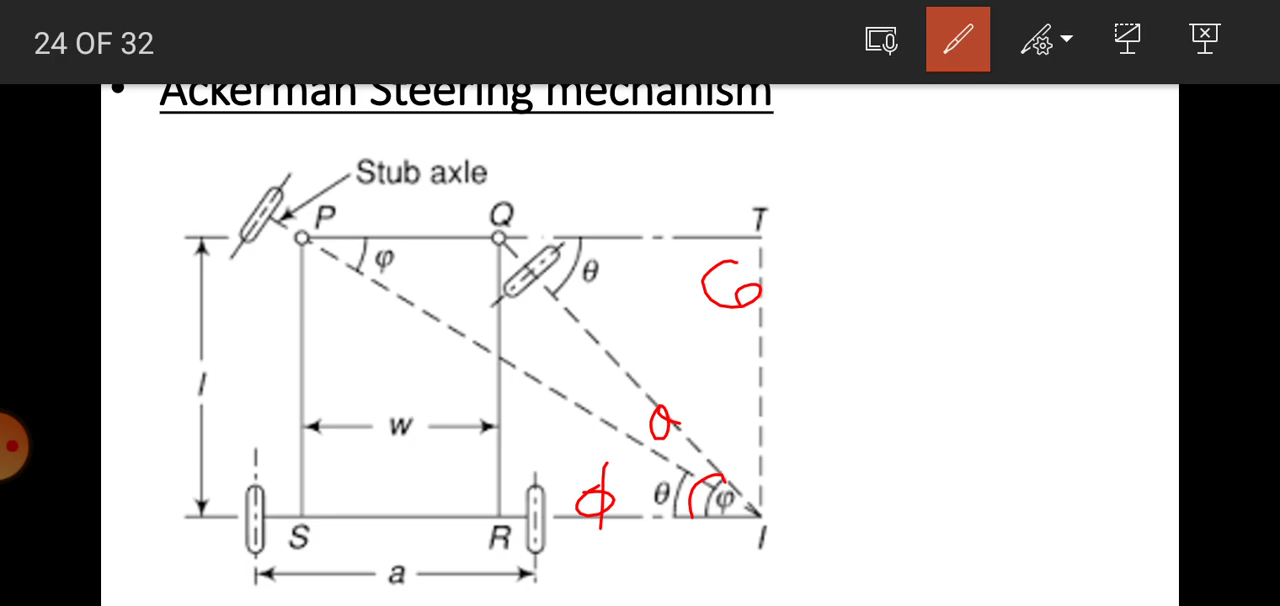 24 OF 32
• Ackerman Steering mechanism
Stub axle
P Q T
φ θ
l
w
θ φ
S R I
a